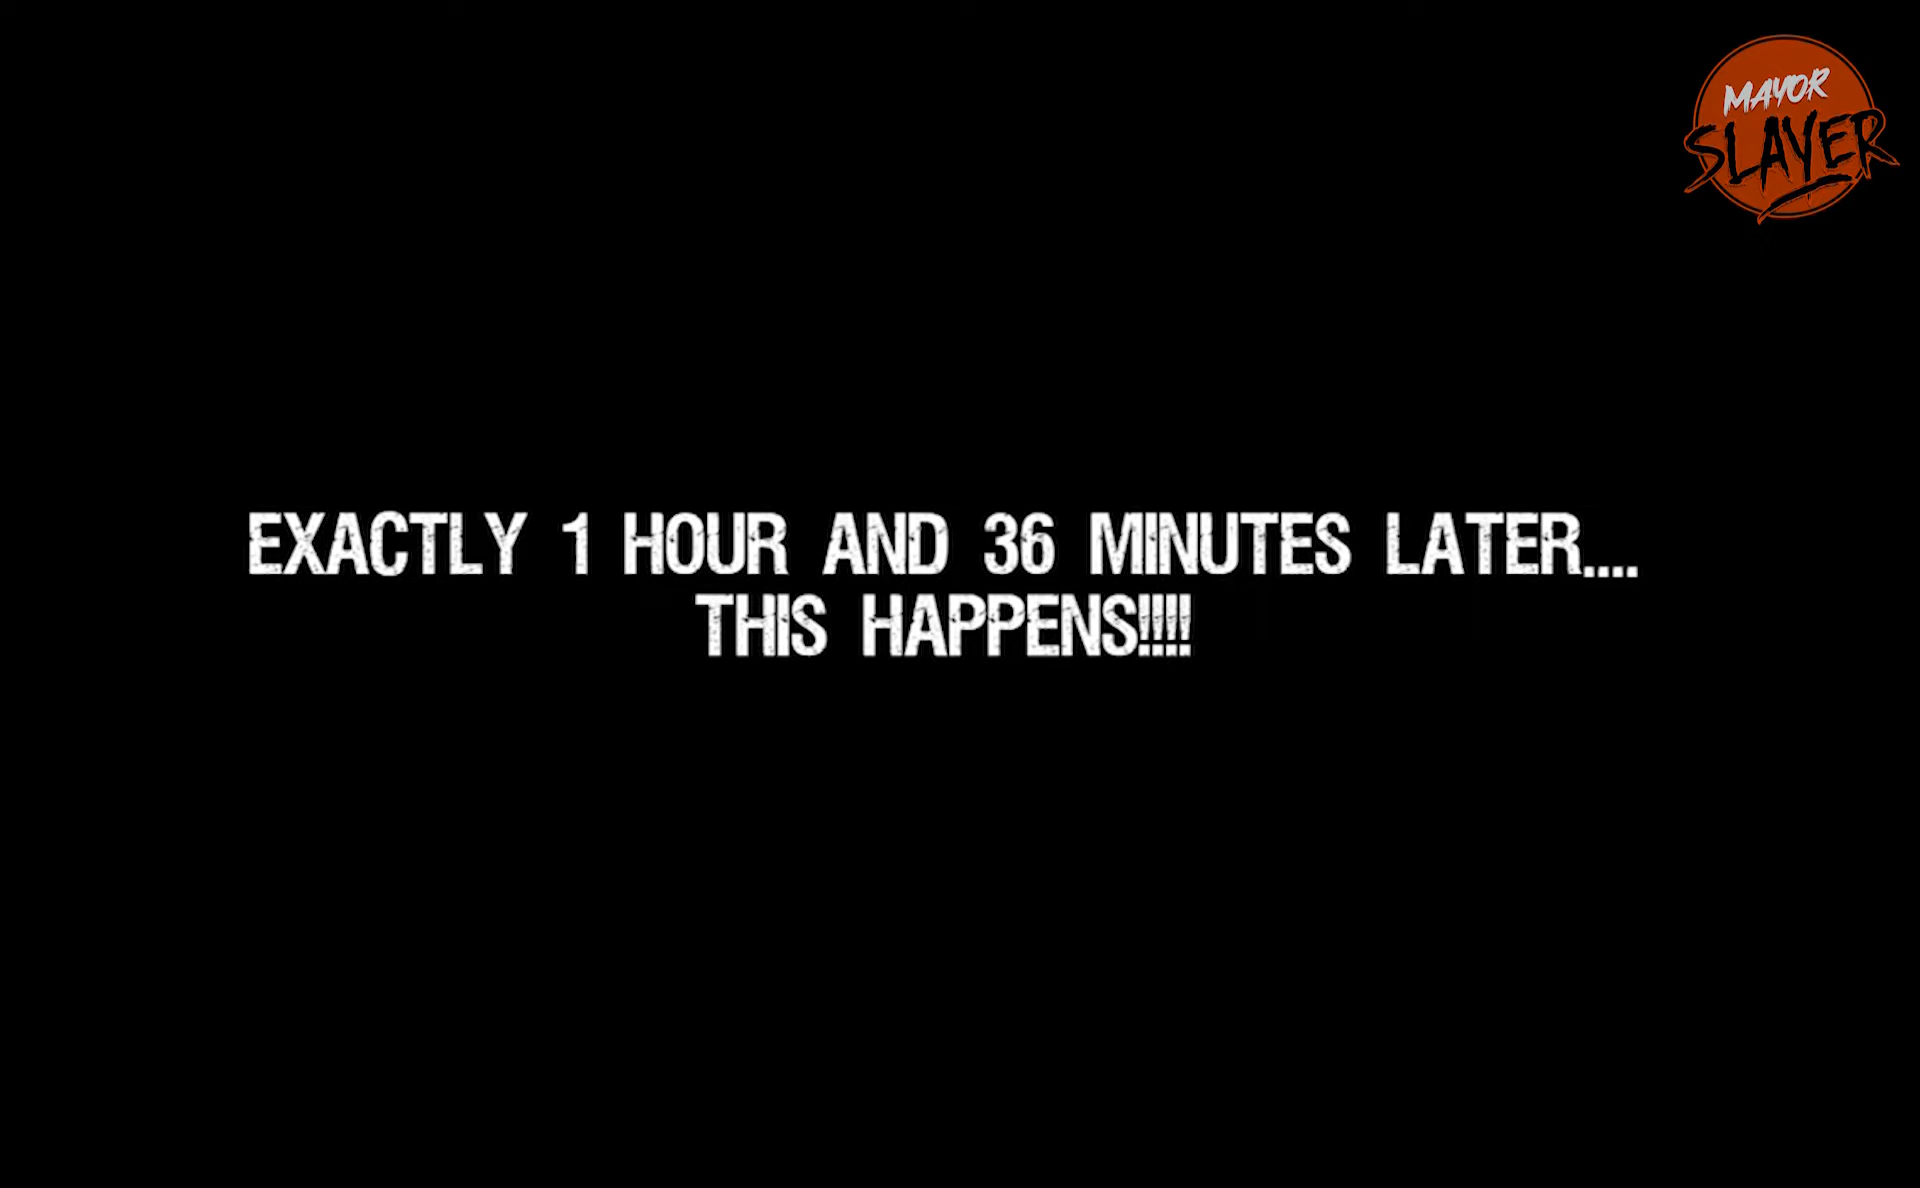 MAYOR
SLAYER
EXACTLY 1 HOUR AND 36 MINUTES LATER....
THIS HAPPENS!!!!